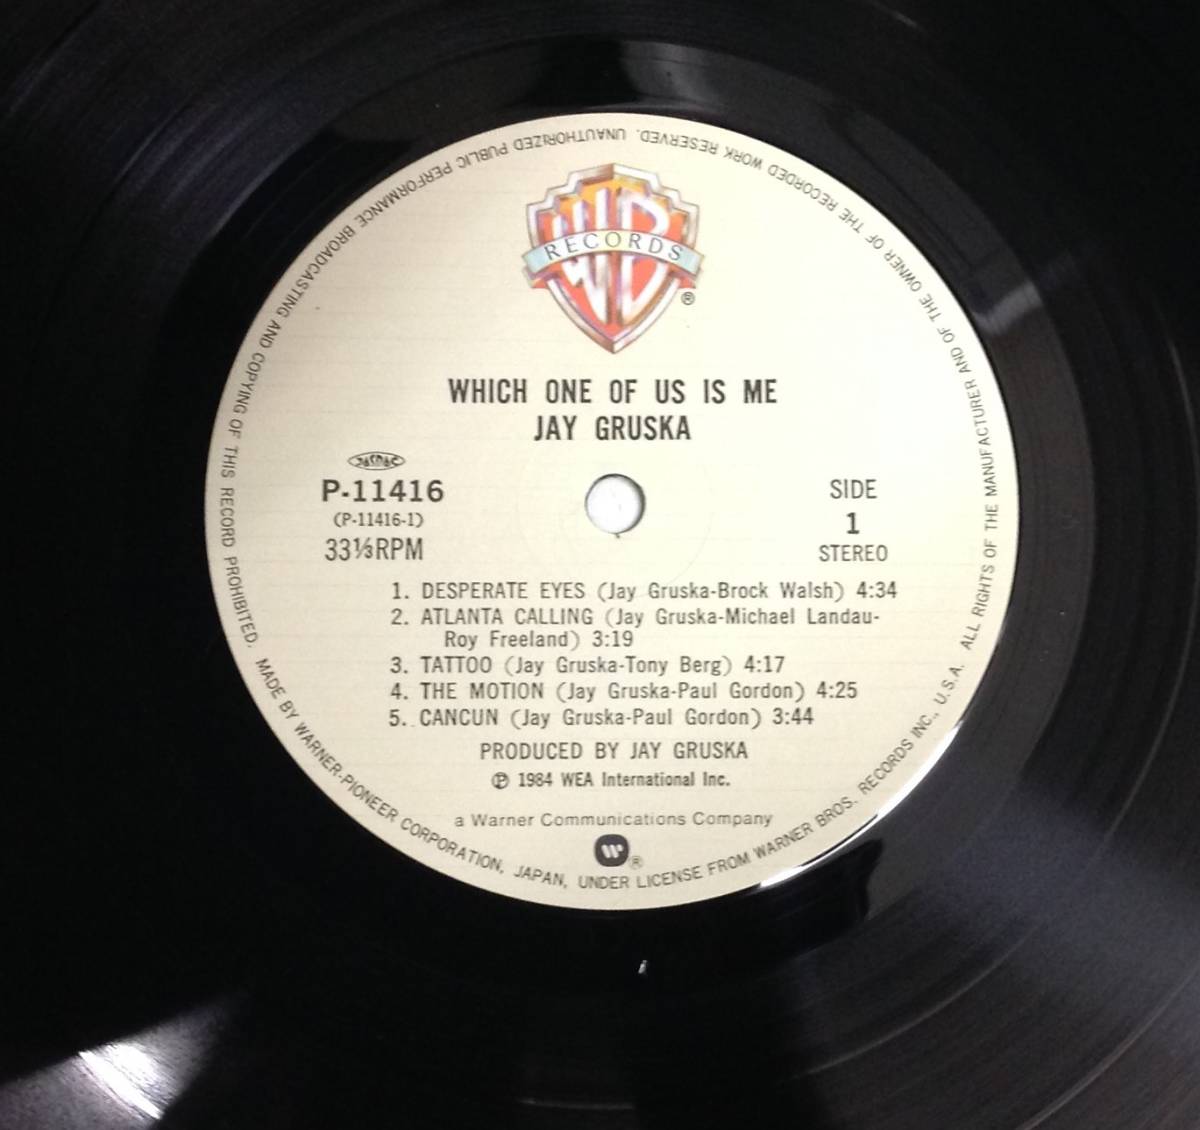 WB
RECORDS
®
WHICH ONE OF US IS ME
JAY GRUSKA
JASRAC
P-11416
(P-11416-1)
33⅓RPM
SIDE
1
STEREO
1. DESPERATE EYES (Jay Gruska-Brock Walsh) 4:34
2. ATLANTA CALLING (Jay Gruska-Michael Landau-
Roy Freeland) 3:19
3. TATTOO (Jay Gruska-Tony Berg) 4:17
4. THE MOTION (Jay Gruska-Paul Gordon) 4:25
5. CANCUN (Jay Gruska-Paul Gordon) 3:44
PRODUCED BY JAY GRUSKA
℗ 1984 WEA International Inc.
a Warner Communications Company
W®
MADE BY WARNER-PIONEER CORPORATION, JAPAN, UNDER LICENSE FROM WARNER BROS. RECORDS INC., U.S.A. ALL RIGHTS OF THE MANUFACTURER AND OF THE OWNER OF THE RECORDED WORK RESERVED. UNAUTHORIZED PUBLIC PERFORMANCE BROADCASTING AND COPYING OF THIS RECORD PROHIBITED.